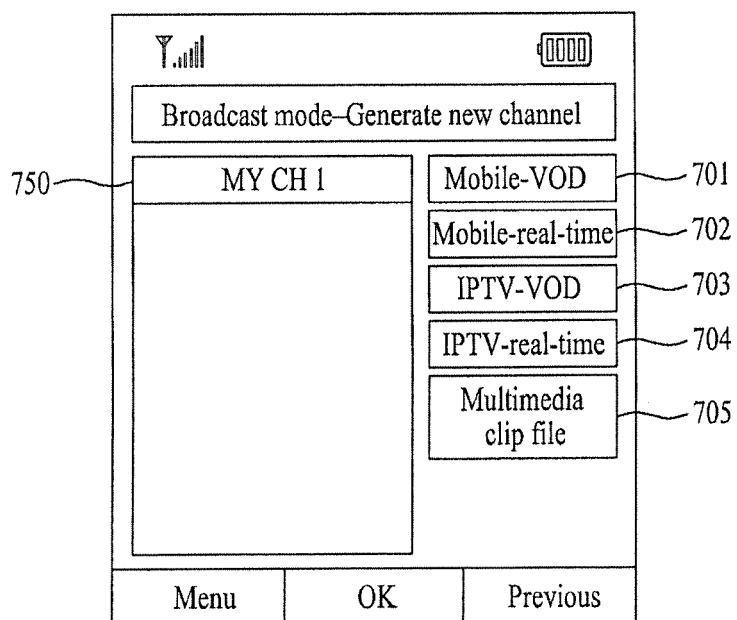 Broadcast mode–Generate new channel
750
MY CH 1
Mobile-VOD
701
Mobile-real-time
702
IPTV-VOD
703
IPTV-real-time
704
Multimedia
clip file
705
Menu
OK
Previous